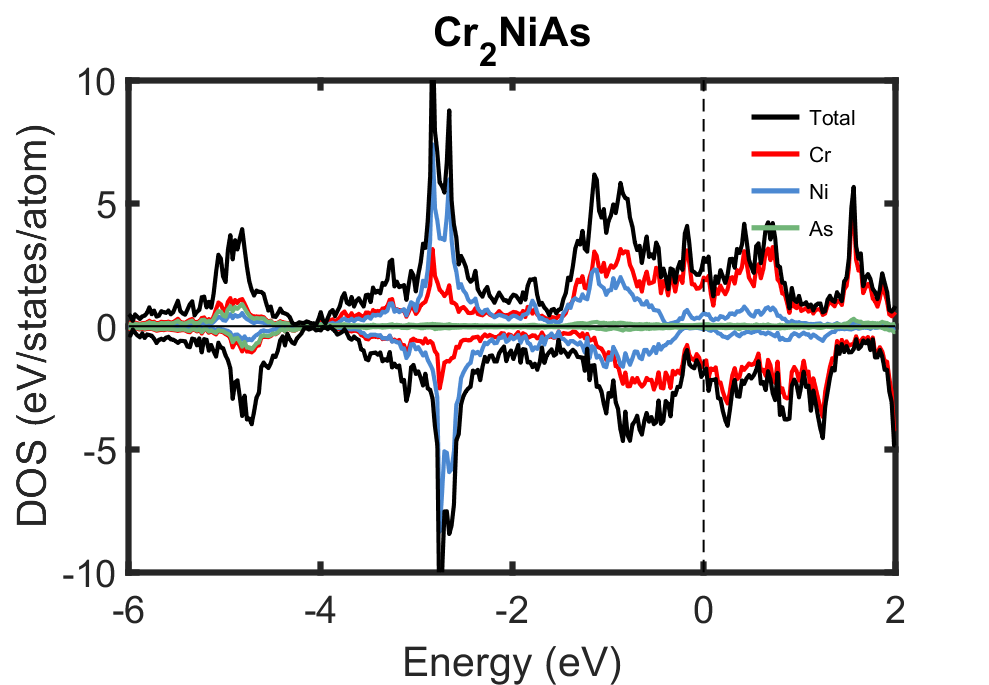 Cr₂NiAs
10
5
0
-5
-10
DOS (eV/states/atom)
Total
Cr
Ni
As
-6 -4 -2 0 2
Energy (eV)